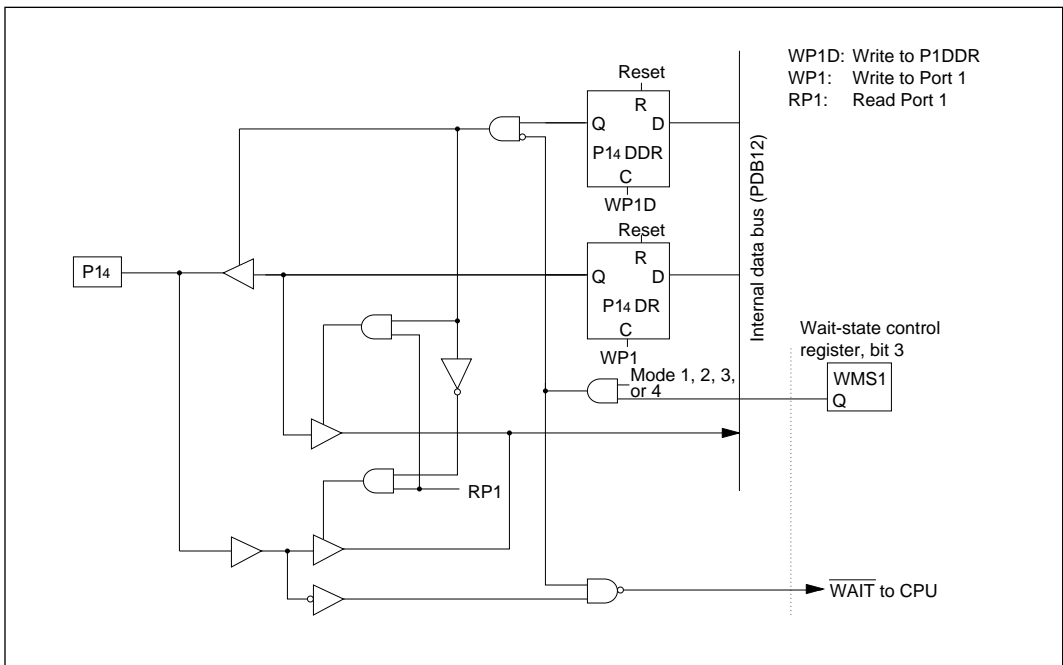 WP1D: Write to P1DDR
WP1: Write to Port 1
RP1: Read Port 1
Reset
R
Q
D
P14 DDR
C
WP1D
Internal data bus (PDB12)
Reset
R
Q
D
P14 DR
C
WP1
P14
Wait-state control
register, bit 3
Mode 1, 2, 3,
or 4
WMS1
Q
RP1
WAIT to CPU